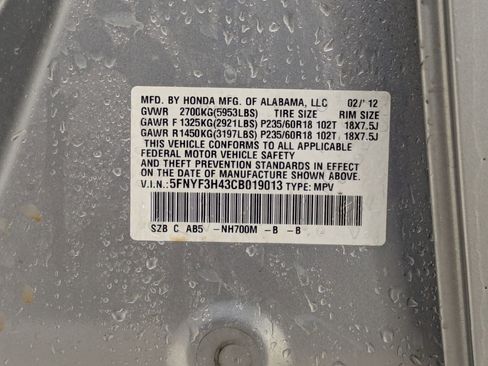 MFD. BY HONDA MFG. OF ALABAMA, LLC 02/'12
GVWR 2700KG(5953LBS) TIRE SIZE RIM SIZE
GAWR F 1325KG(2921LBS) P235/60R18 102T 18X7.5J
GAWR R1450KG(3197LBS) P235/60R18 102T 18X7.5J
THIS VEHICLE CONFORMS TO ALL APPLICABLE
FEDERAL MOTOR VEHICLE SAFETY, BUMPER
AND THEFT PREVENTION STANDARDS IN EFFECT
ON THE DATE OF MANUFACTURE SHOWN ABOVE.
V.I.N.:5FNYF3H43CB019013 TYPE: MPV
SZB C AB5 -NH700M -B -B